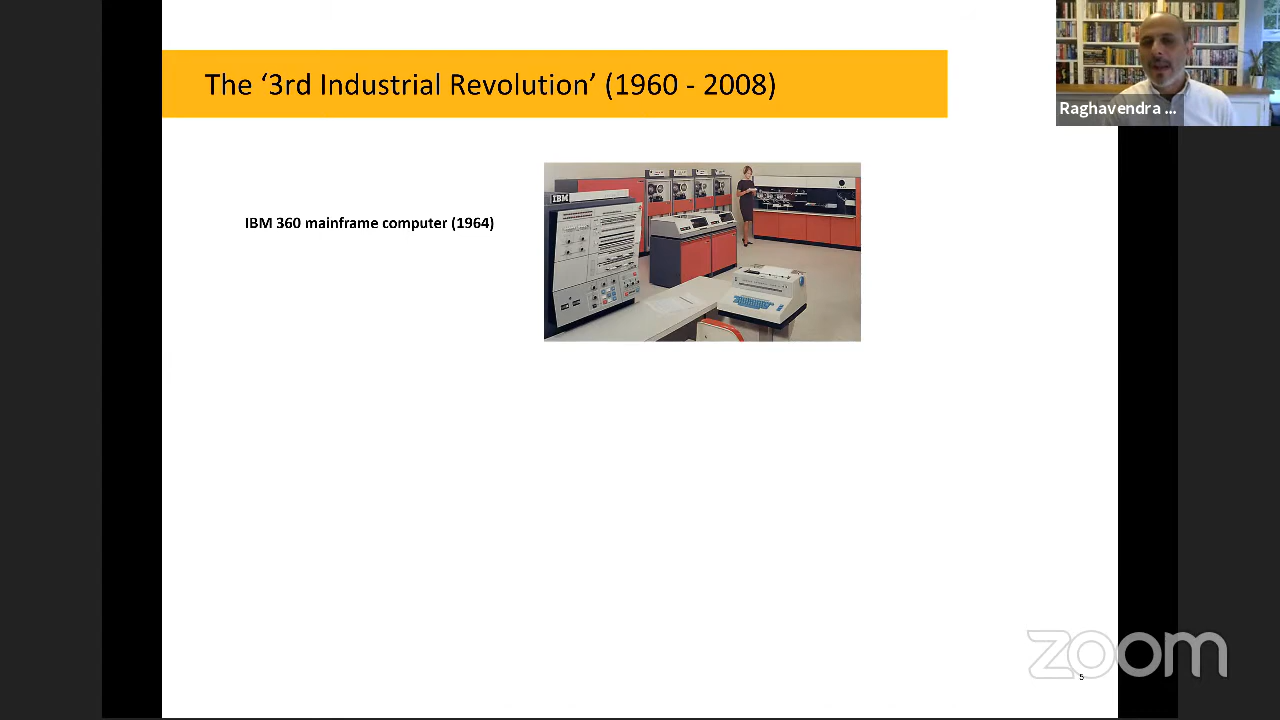 The ‘3rd Industrial Revolution’ (1960 - 2008)
Raghavendra ...
IBM 360 mainframe computer (1964)
IBM
zoom
5